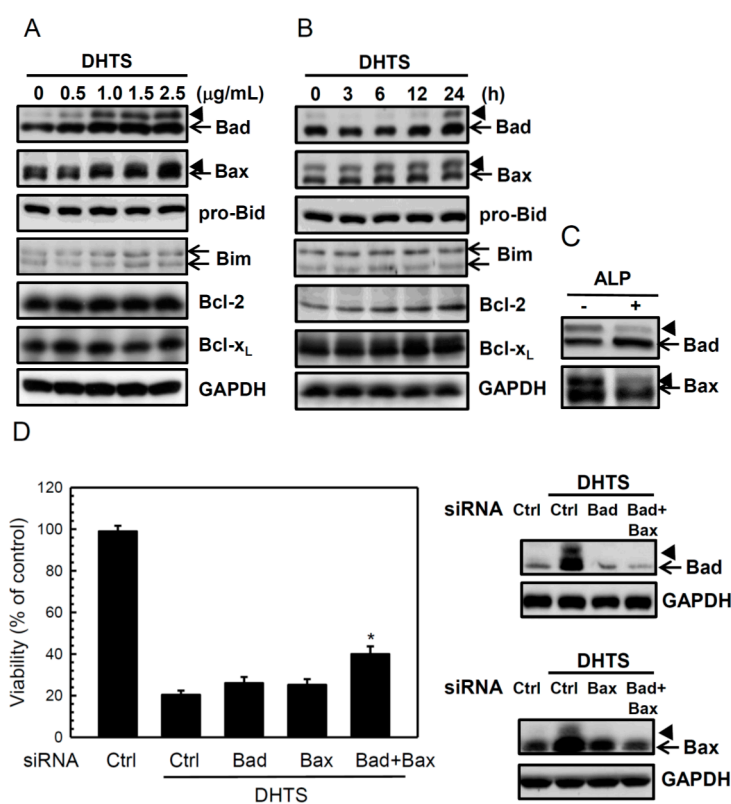 A
DHTS
0 0.5 1.0 1.5 2.5 (μg/mL)
Bad
Bax
pro-Bid
Bim
Bcl-2
Bcl-xL
GAPDH
B
DHTS
0 3 6 12 24 (h)
Bad
Bax
pro-Bid
Bim
Bcl-2
Bcl-xL
GAPDH
C
ALP
- +
Bad
Bax
D
Viability (% of control)
120
100
80
60
40
20
0
*
siRNA Ctrl Ctrl Bad Bax Bad+Bax
DHTS
DHTS
siRNA Ctrl Ctrl Bad Bad+
Bax
Bad
GAPDH
DHTS
siRNA Ctrl Ctrl Bax Bad+
Bax
Bax
GAPDH